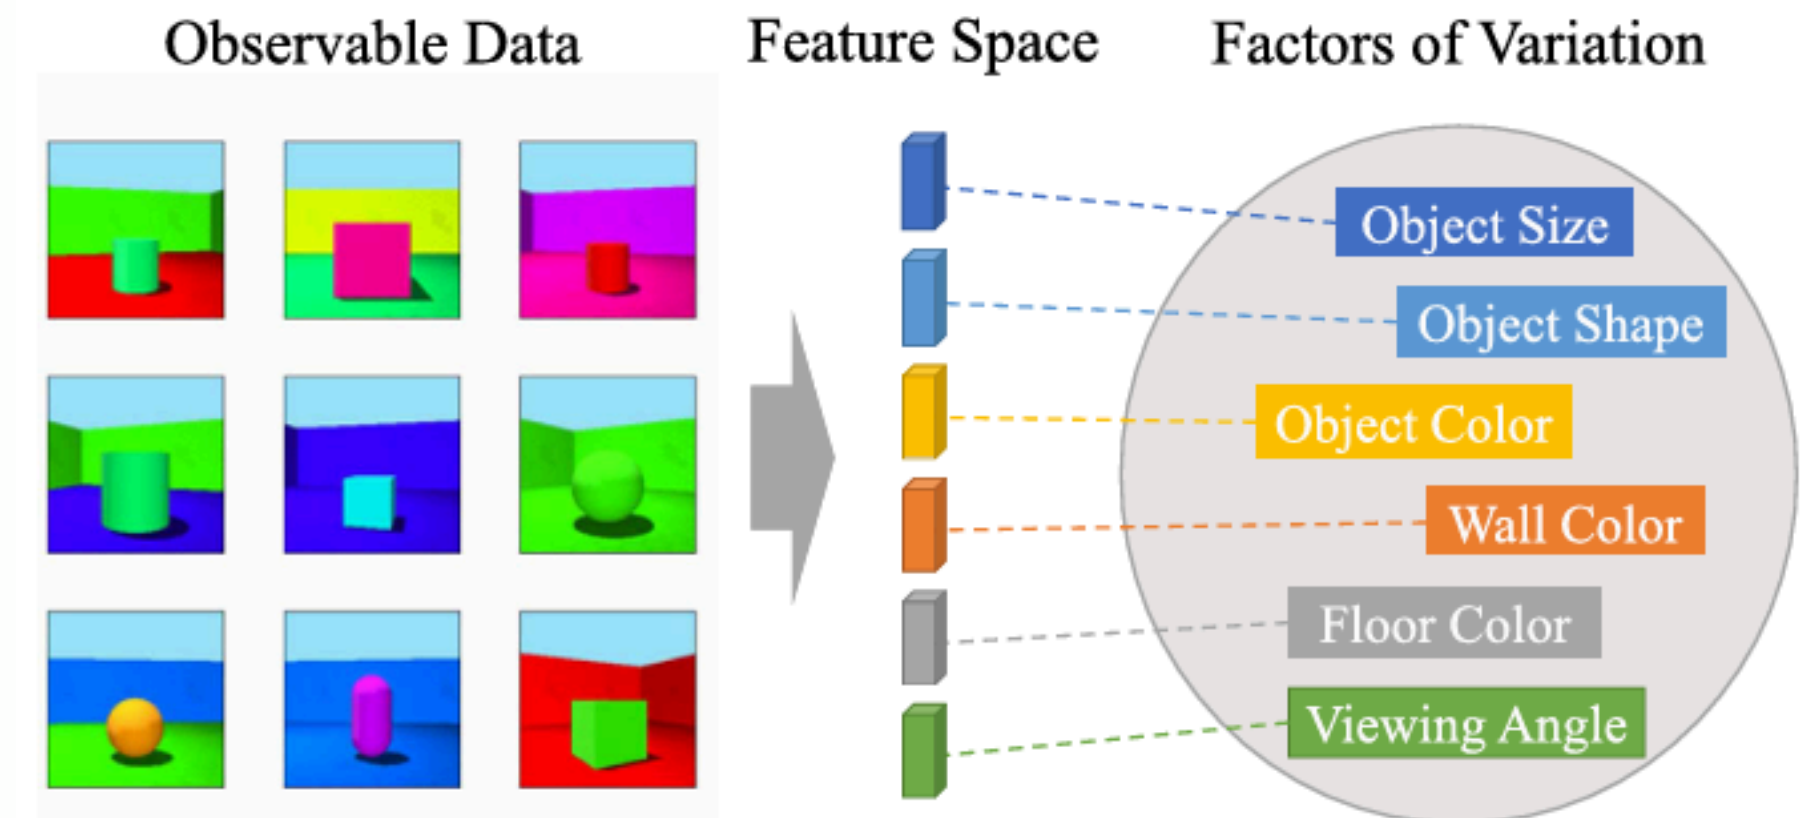 Observable Data
Feature Space
Factors of Variation
Object Size
Object Shape
Object Color
Wall Color
Floor Color
Viewing Angle